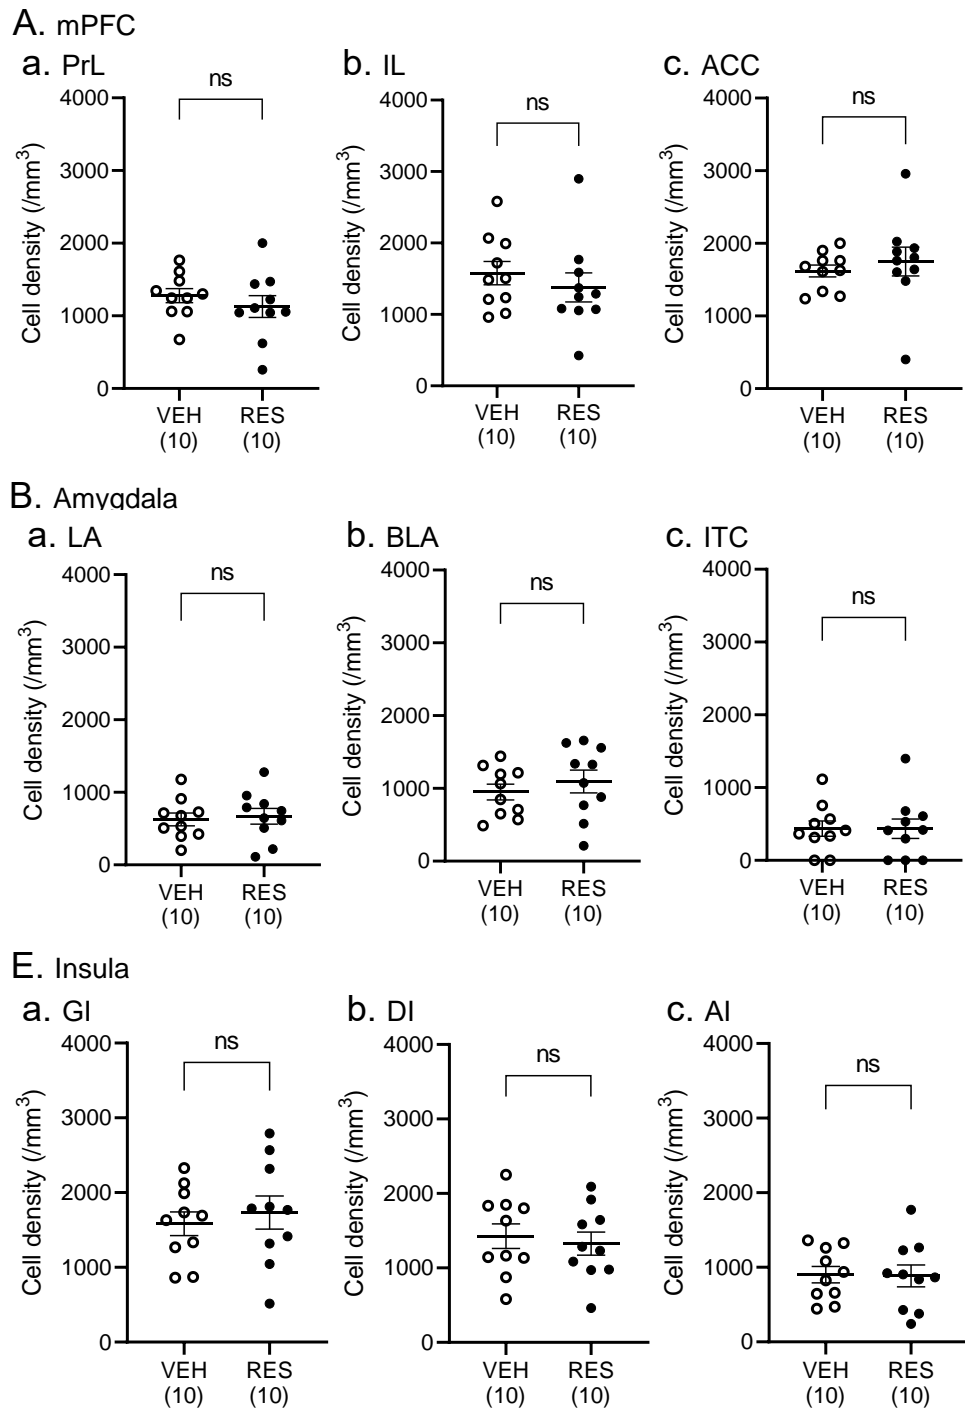 A. mPFC
a. PrL
b. IL
c. ACC
ns
ns
ns
Cell density (/mm³)
4000
3000
2000
1000
0
Cell density (/mm³)
4000
3000
2000
1000
0
Cell density (/mm³)
4000
3000
2000
1000
0
VEH RES
(10) (10)
VEH RES
(10) (10)
VEH RES
(10) (10)
B. Amygdala
a. LA
b. BLA
c. ITC
ns
ns
ns
Cell density (/mm³)
4000
3000
2000
1000
0
Cell density (/mm³)
4000
3000
2000
1000
0
Cell density (/mm³)
4000
3000
2000
1000
0
VEH RES
(10) (10)
VEH RES
(10) (10)
VEH RES
(10) (10)
E. Insula
a. GI
b. DI
c. AI
ns
ns
ns
Cell density (/mm³)
4000
3000
2000
1000
0
Cell density (/mm³)
4000
3000
2000
1000
0
Cell density (/mm³)
4000
3000
2000
1000
0
VEH RES
(10) (10)
VEH RES
(10) (10)
VEH RES
(10) (10)